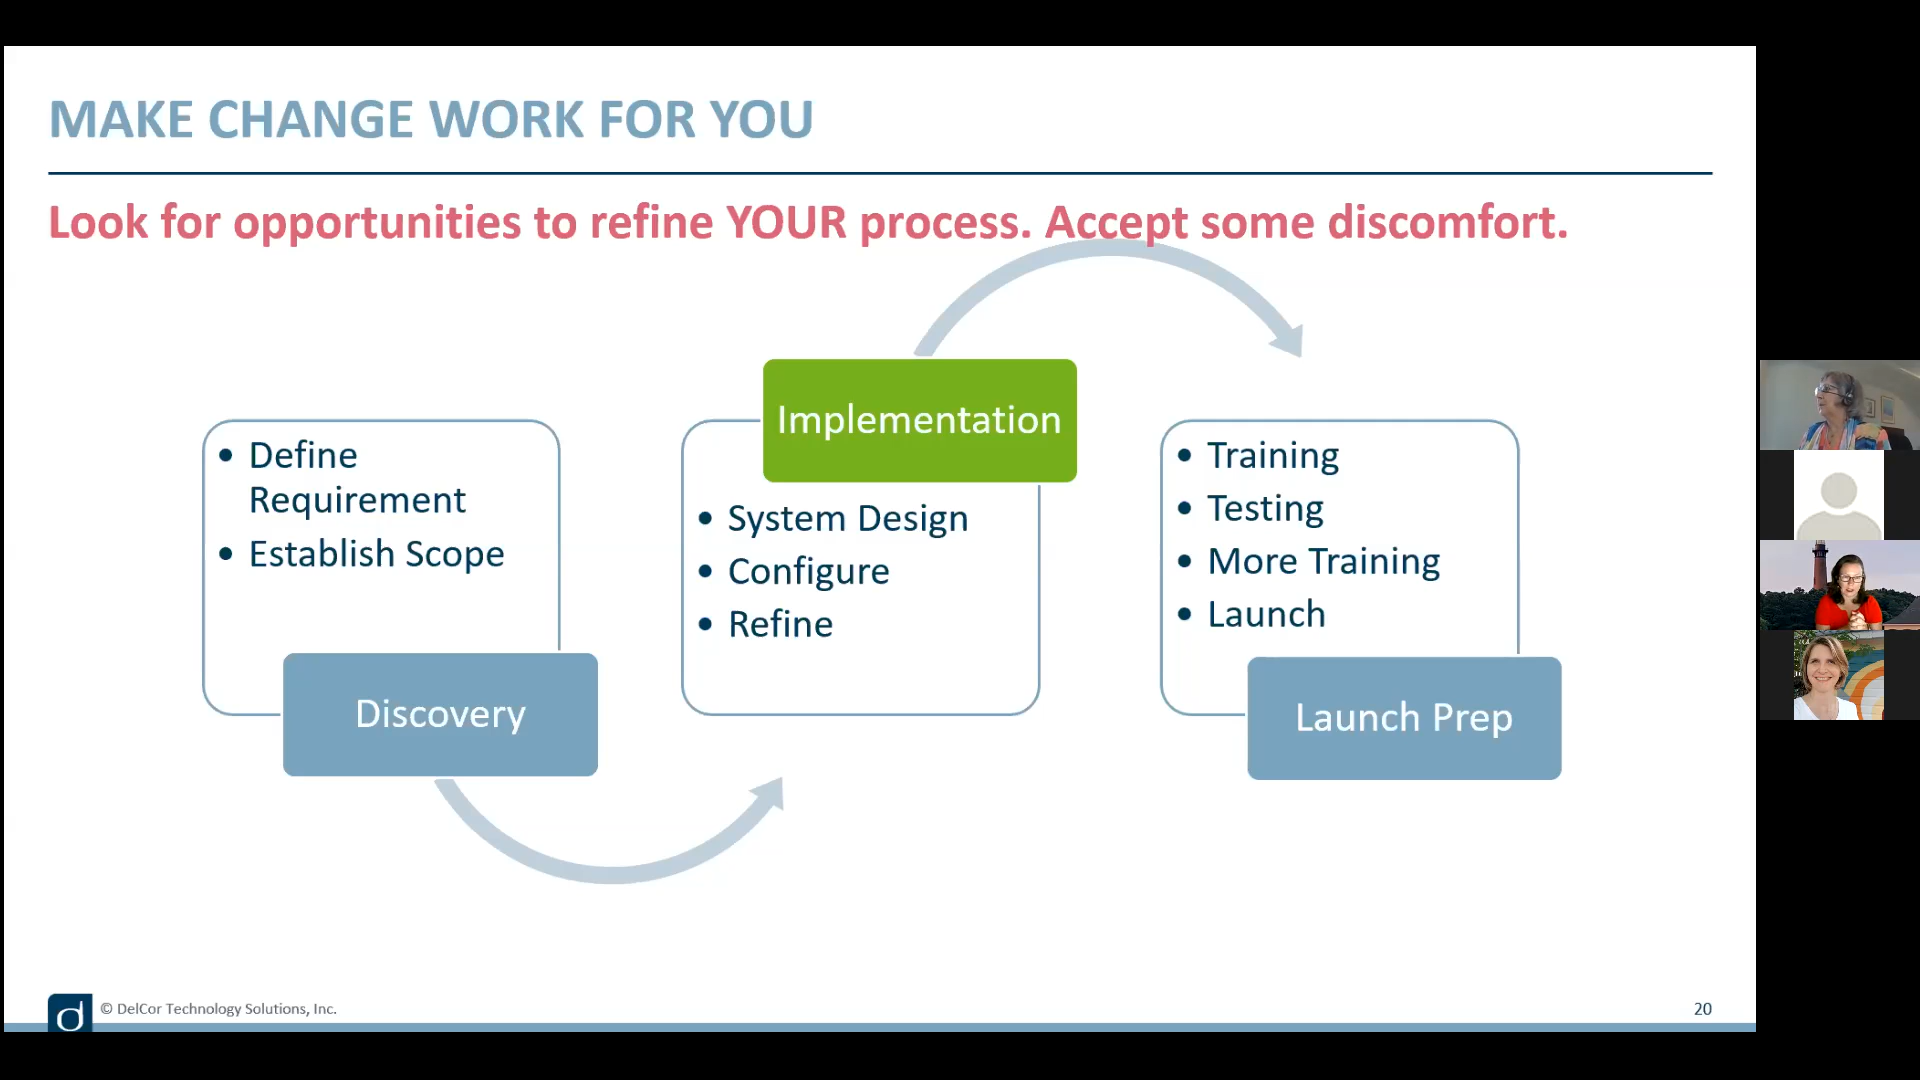 MAKE CHANGE WORK FOR YOU
Look for opportunities to refine YOUR process. Accept some discomfort.
• Define
Requirement
• Establish Scope
Discovery
Implementation
• System Design
• Configure
• Refine
• Training
• Testing
• More Training
• Launch
Launch Prep
d
© DelCor Technology Solutions, Inc.
20